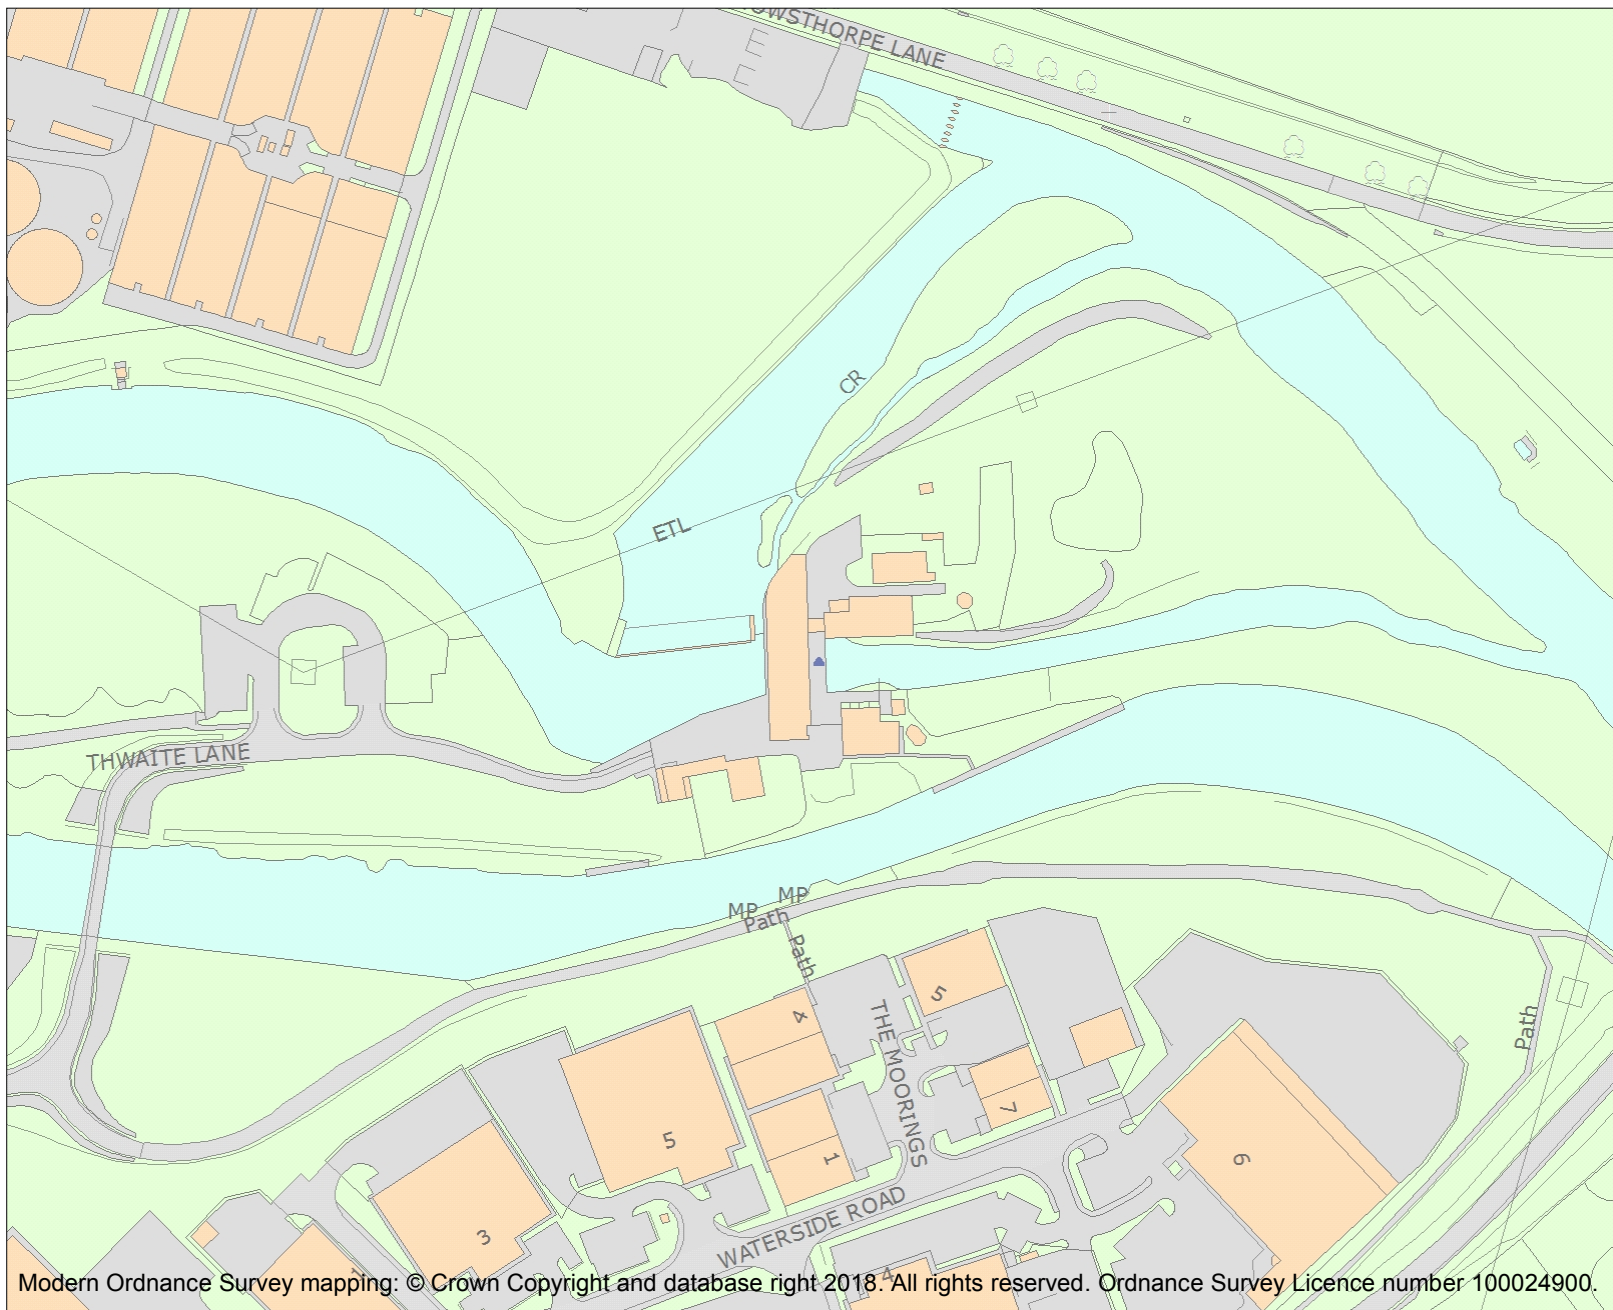 OWSTHORPE LANE
CR
ETL
THWAITE LANE
MP
MP
Path
Path
5
4
THE MOORINGS
Path
7
5
1
6
3
WATERSIDE ROAD
4
Modern Ordnance Survey mapping: © Crown Copyright and database right 2018. All rights reserved. Ordnance Survey Licence number 100024900.